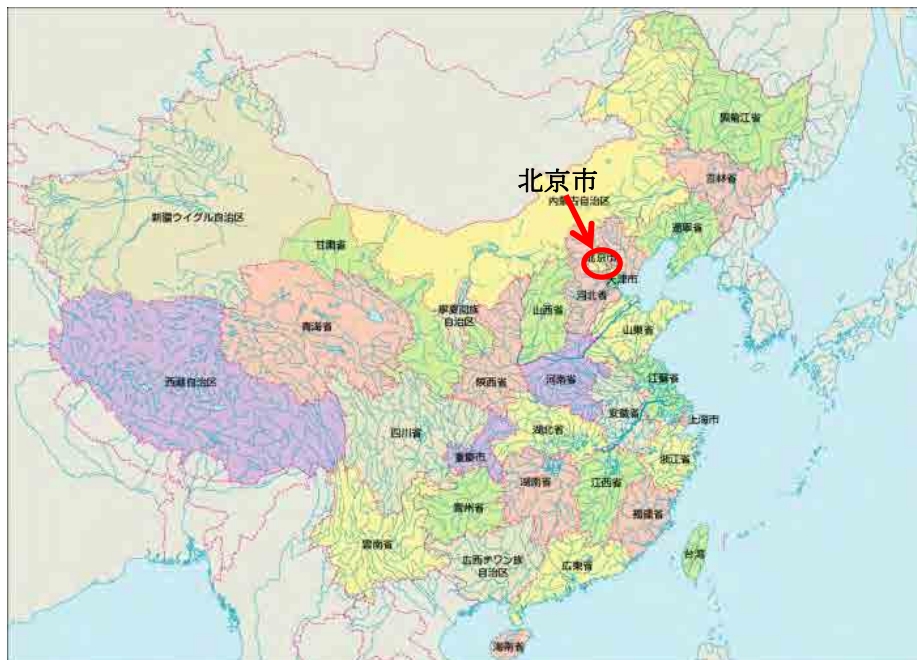 黒龍江省
吉林省
北京市
内蒙古自治区
新疆ウイグル自治区
遼寧省
甘粛省
北京市
天津市
河北省
寧夏回族
自治区
山西省
青海省
山東省
西蔵自治区
陝西省
河南省
江蘇省
安徽省
上海市
四川省
湖北省
重慶市
浙江省
湖南省
江西省
貴州省
福建省
雲南省
台湾
広西チワン族
自治区
広東省
海南省